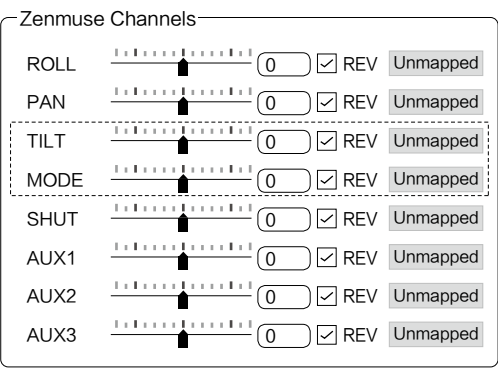 Zenmuse Channels
ROLL 0 REV Unmapped
PAN 0 REV Unmapped
TILT 0 REV Unmapped
MODE 0 REV Unmapped
SHUT 0 REV Unmapped
AUX1 0 REV Unmapped
AUX2 0 REV Unmapped
AUX3 0 REV Unmapped